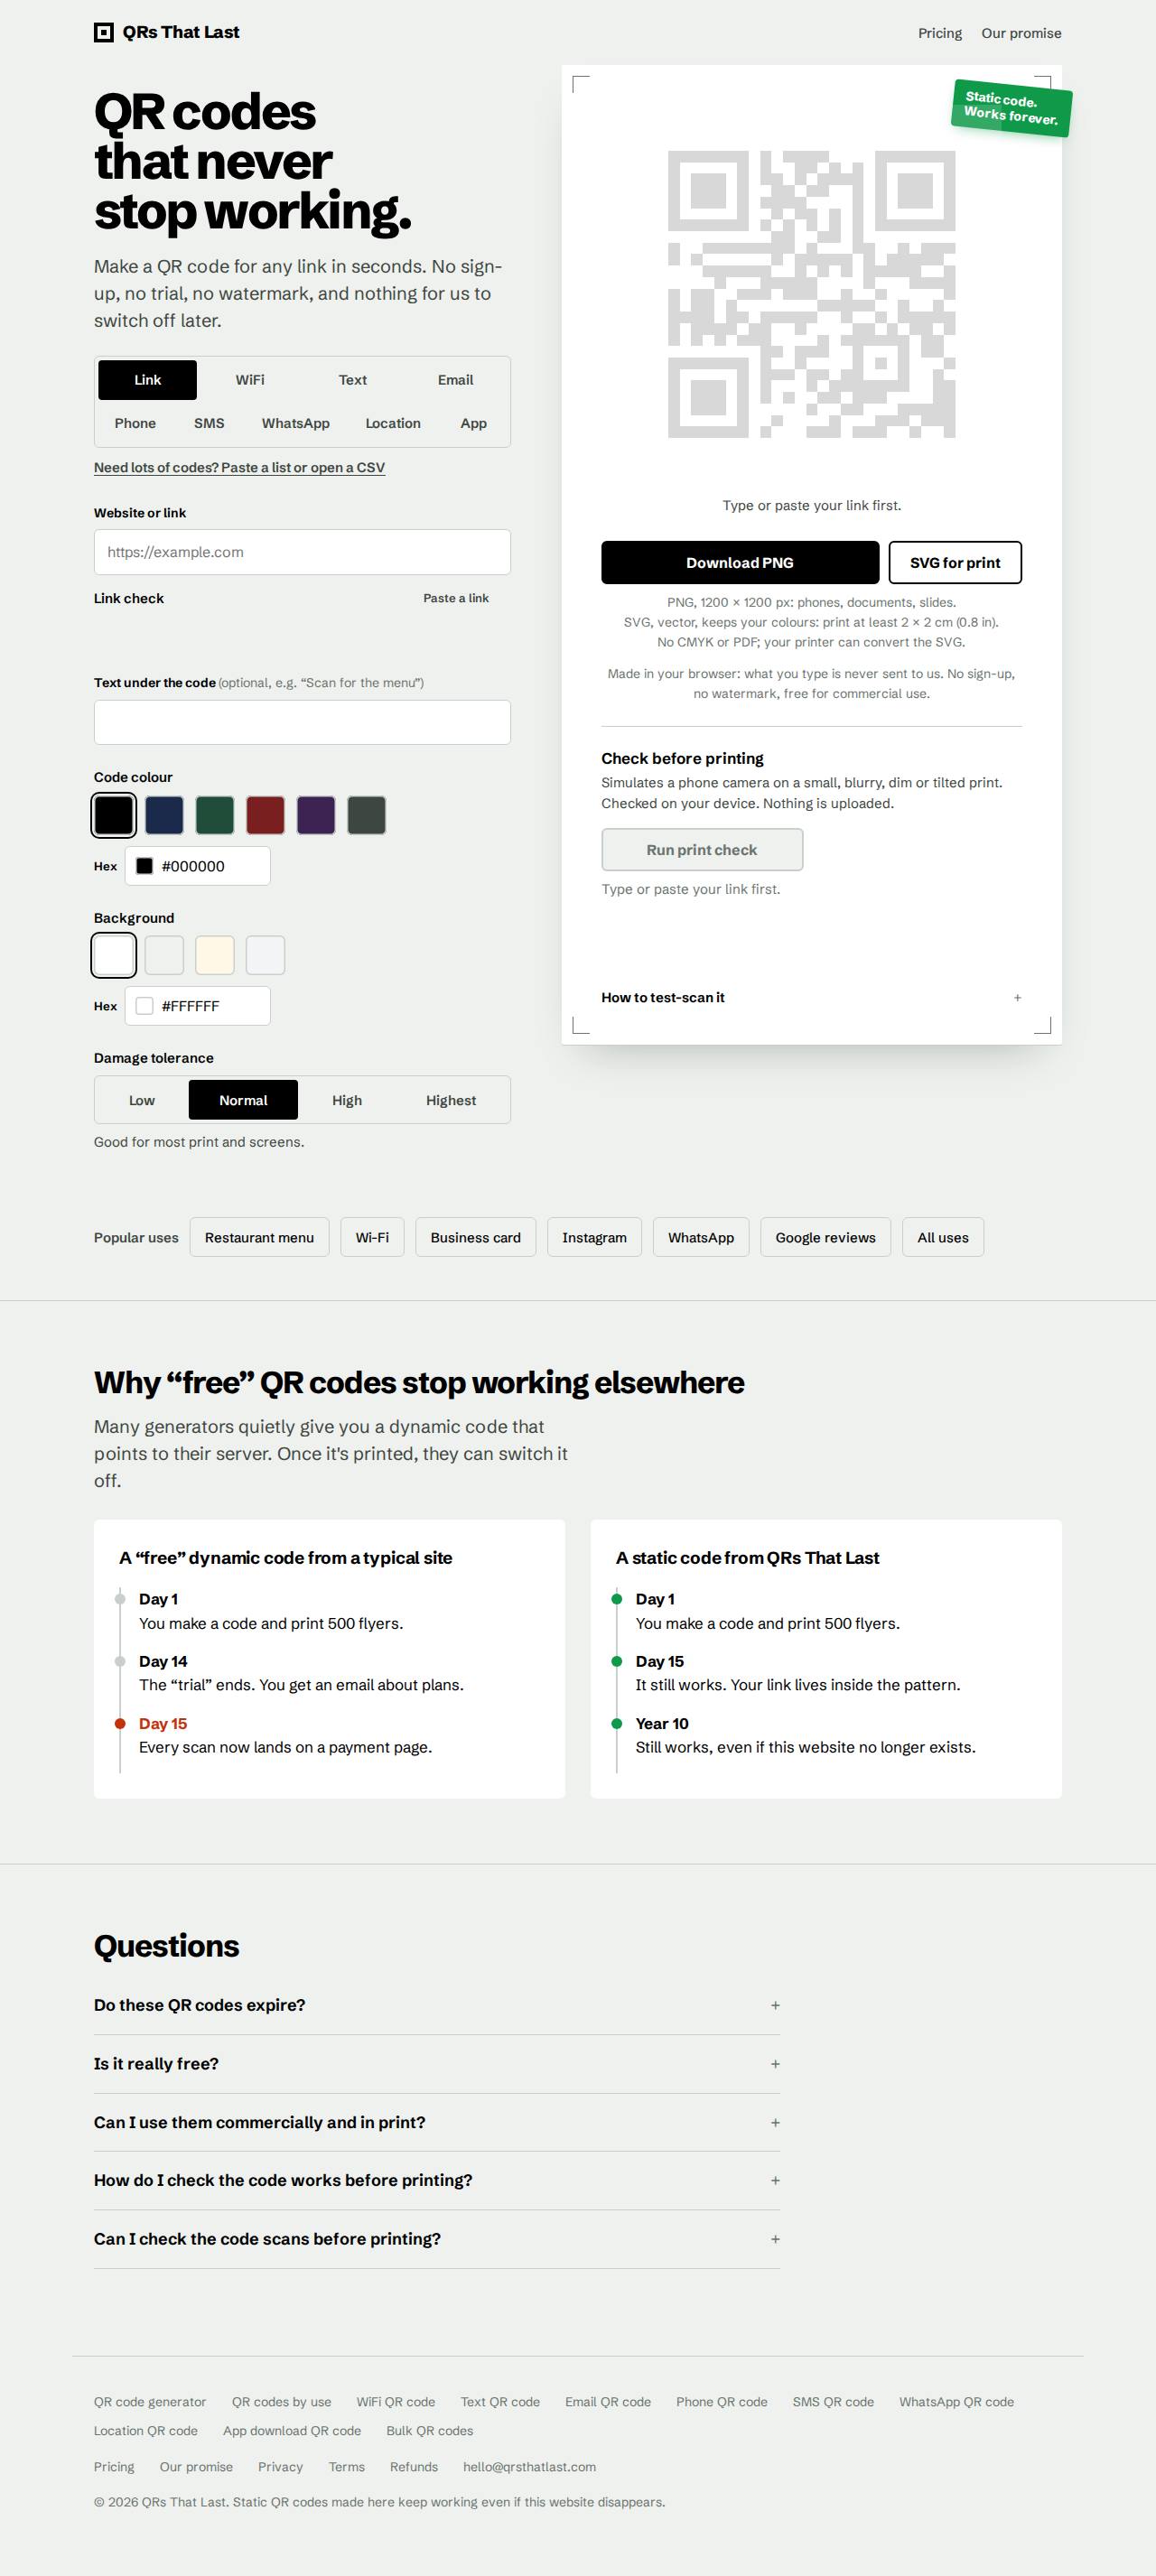 QRs That Last
Pricing
Our promise
QR codes
that never
stop working.
Make a QR code for any link in seconds. No sign-
up, no trial, no watermark, and nothing for us to
switch off later.
Link WiFi Text Email
Phone SMS WhatsApp Location App
Need lots of codes? Paste a list or open a CSV
Website or link
https://example.com
Link check
Paste a link
Text under the code (optional, e.g. “Scan for the menu”)
Code colour
Hex #000000
Background
Hex #FFFFFF
Damage tolerance
Low Normal High Highest
Good for most print and screens.
Static code.
Works forever.
Type or paste your link first.
Download PNG
SVG for print
PNG, 1200 × 1200 px: phones, documents, slides.
SVG, vector, keeps your colours: print at least 2 × 2 cm (0.8 in).
No CMYK or PDF; your printer can convert the SVG.
Made in your browser: what you type is never sent to us. No sign-up,
no watermark, free for commercial use.
Check before printing
Simulates a phone camera on a small, blurry, dim or tilted print.
Checked on your device. Nothing is uploaded.
Run print check
Type or paste your link first.
How to test-scan it +
Popular uses Restaurant menu Wi-Fi Business card Instagram WhatsApp Google reviews All uses
Why “free” QR codes stop working elsewhere
Many generators quietly give you a dynamic code that
points to their server. Once it's printed, they can switch it
off.
A “free” dynamic code from a typical site
Day 1
You make a code and print 500 flyers.
Day 14
The “trial” ends. You get an email about plans.
Day 15
Every scan now lands on a payment page.
A static code from QRs That Last
Day 1
You make a code and print 500 flyers.
Day 15
It still works. Your link lives inside the pattern.
Year 10
Still works, even if this website no longer exists.
Questions
Do these QR codes expire? +
Is it really free? +
Can I use them commercially and in print? +
How do I check the code works before printing? +
Can I check the code scans before printing? +
QR code generator QR codes by use WiFi QR code Text QR code Email QR code Phone QR code SMS QR code WhatsApp QR code
Location QR code App download QR code Bulk QR codes
Pricing Our promise Privacy Terms Refunds hello@qrsthatlast.com
© 2026 QRs That Last. Static QR codes made here keep working even if this website disappears.